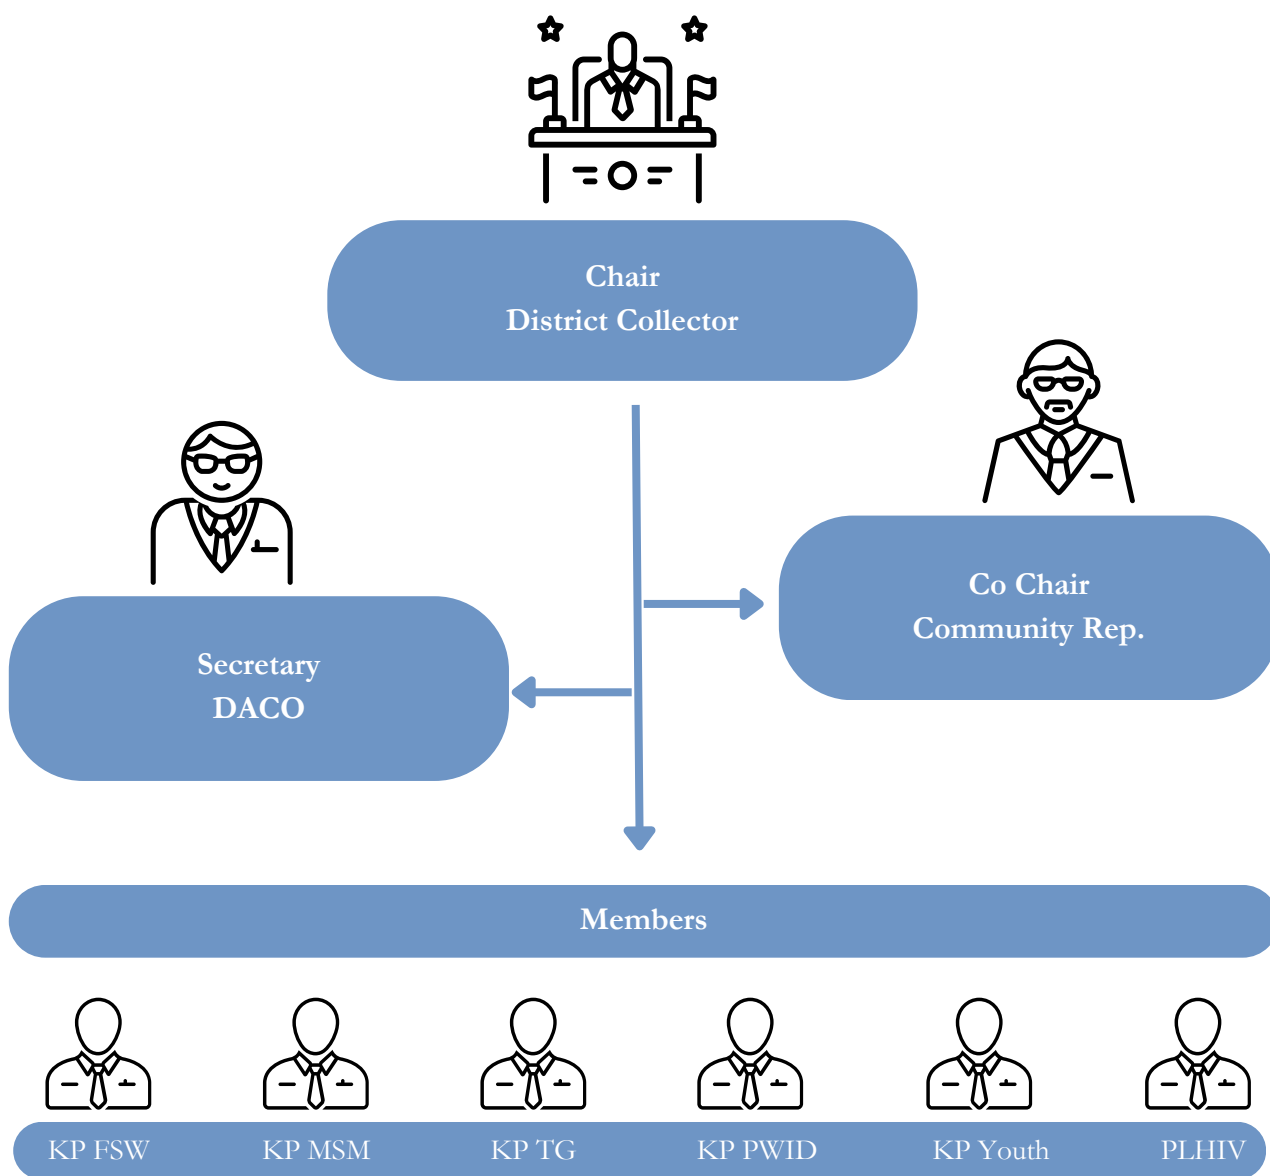 Chair
District Collector
Co Chair
Community Rep.
Secretary
DACO
Members
KP FSW
KP MSM
KP TG
KP PWID
KP Youth
PLHIV